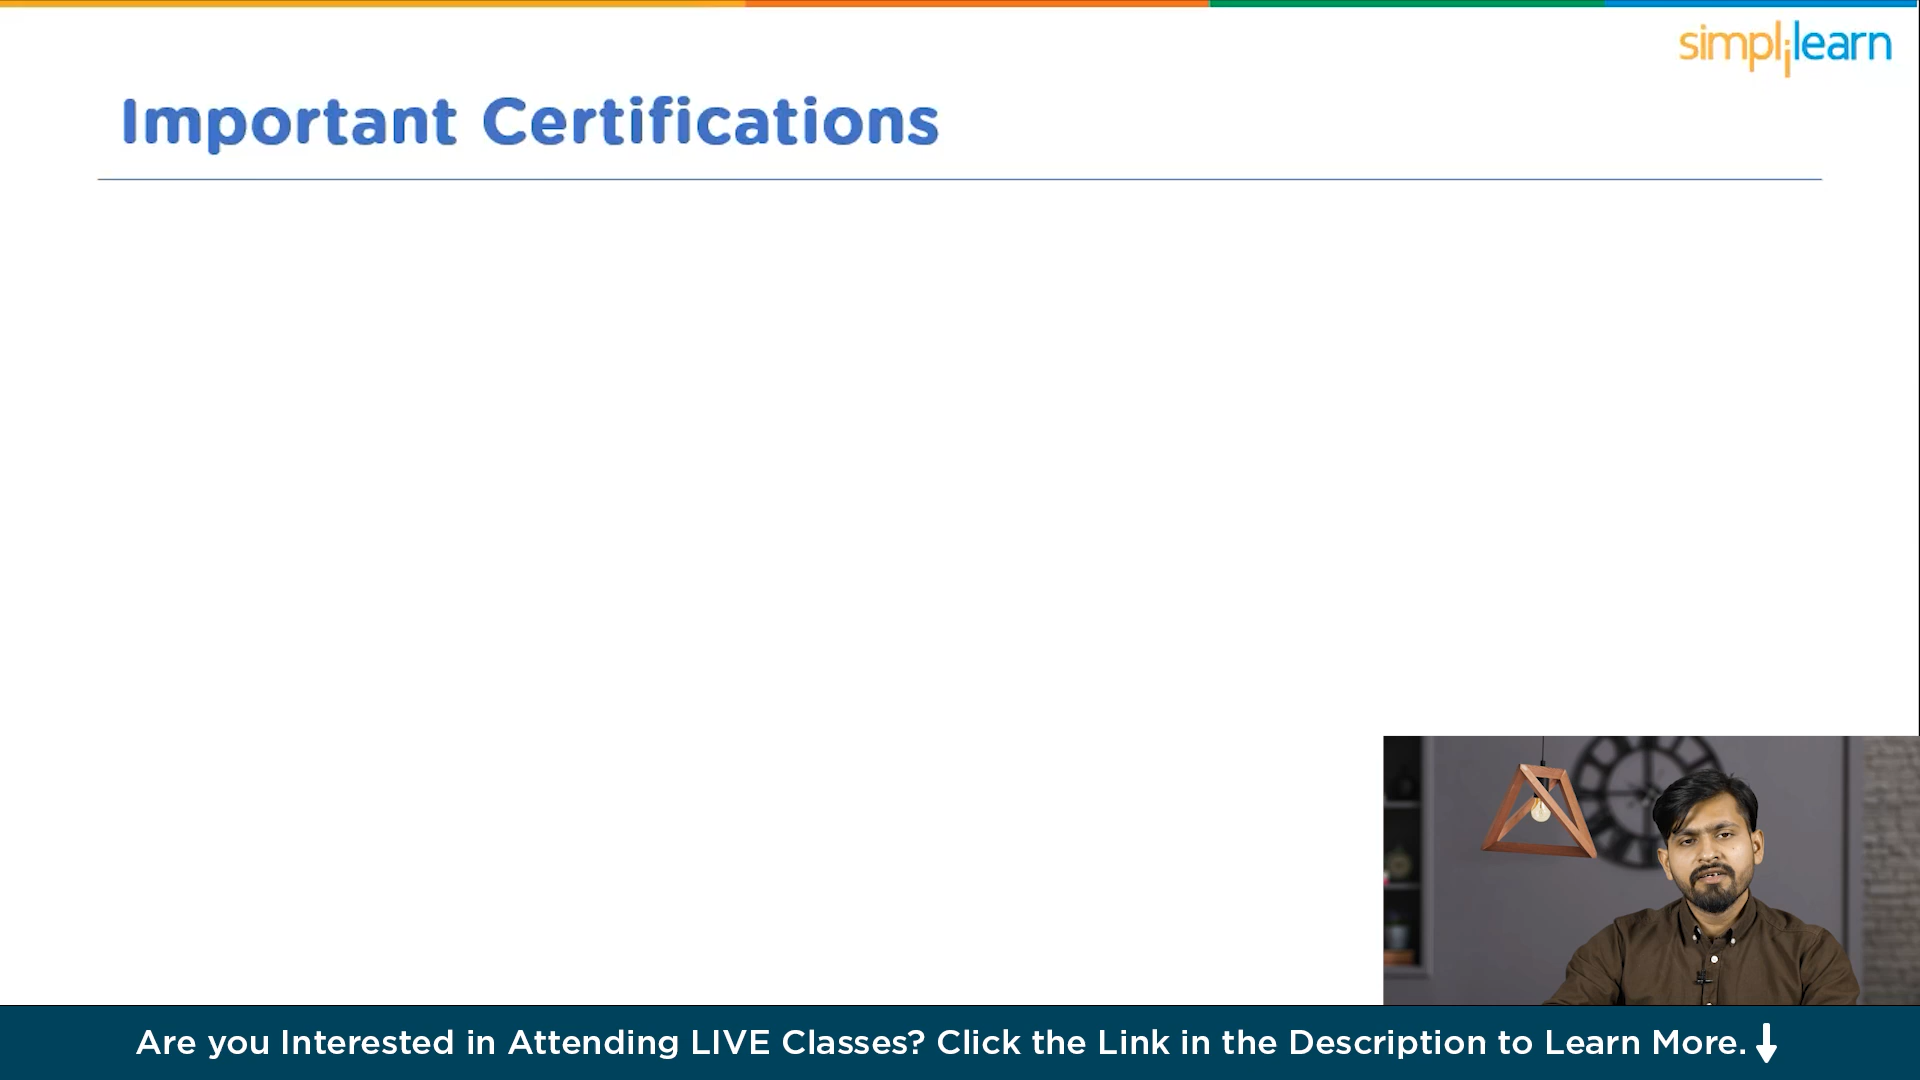 simplilearn
Important Certifications
Are you Interested in Attending LIVE Classes? Click the Link in the Description to Learn More.